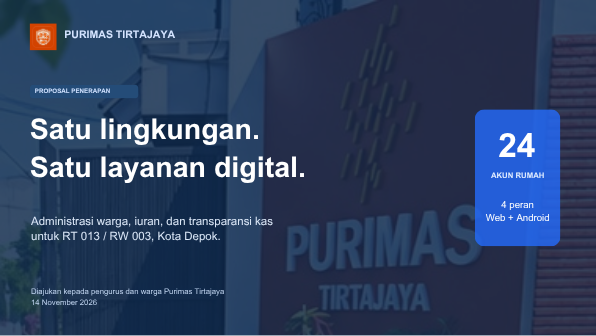 PURIMAS TIRTAJAYA
PROPOSAL PENERAPAN
Satu lingkungan.
Satu layanan digital.
24
AKUN RUMAH
4 peran
Web + Android
Administrasi warga, iuran, dan transparansi kas
untuk RT 013 / RW 003, Kota Depok.
PURIMAS
TIRTAJAYA
Diajukan kepada pengurus dan warga Purimas Tirtajaya
14 November 2026